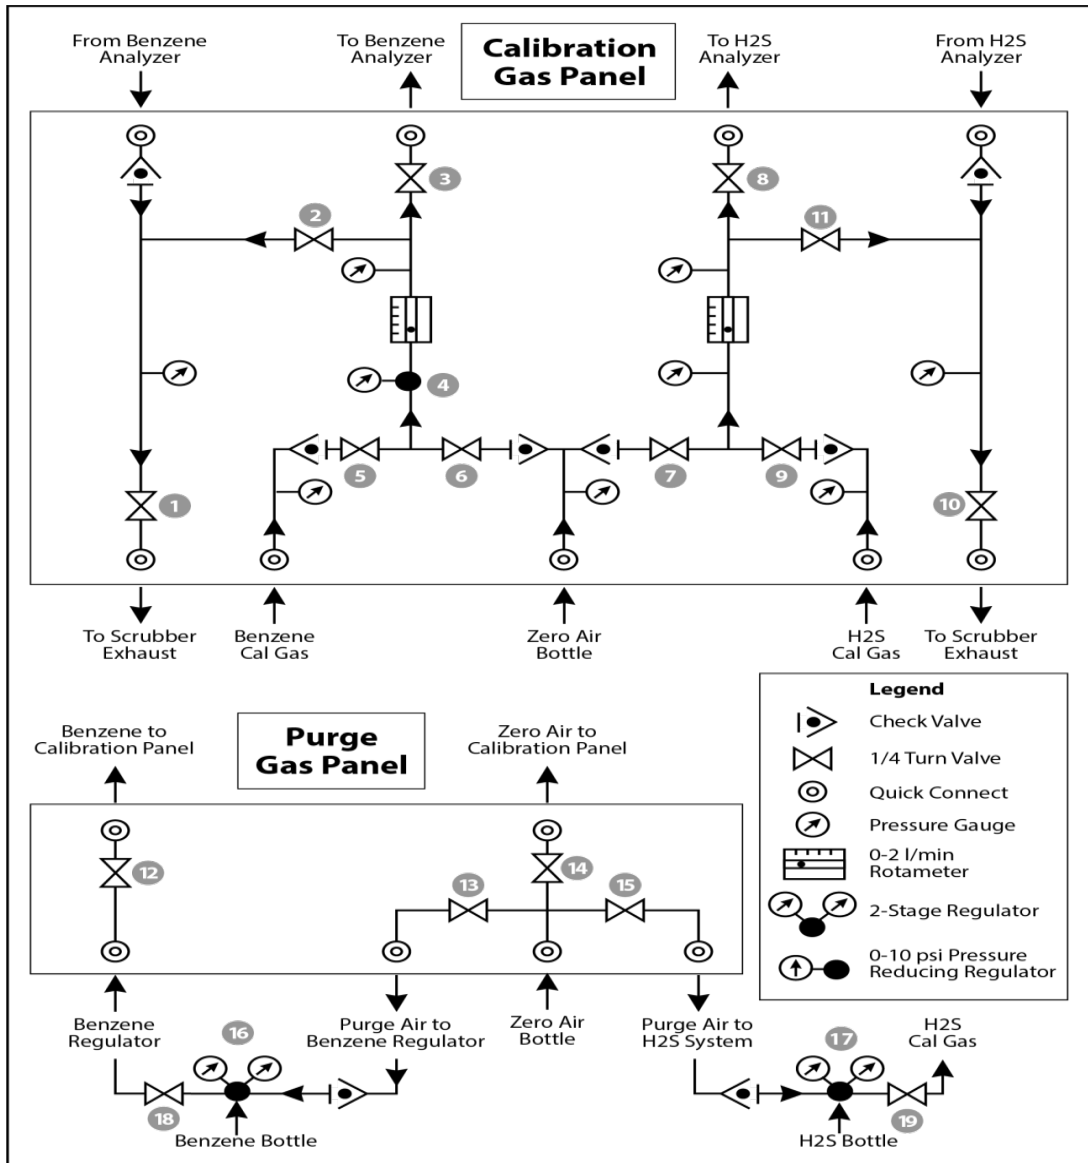 From Benzene
Analyzer
To Benzene
Analyzer
Calibration
Gas Panel
To H2S
Analyzer
From H2S
Analyzer
3
8
2
11
4
5
6
7
9
1
10
To Scrubber
Exhaust
Benzene
Cal Gas
Zero Air
Bottle
H2S
Cal Gas
To Scrubber
Exhaust
Legend
Check Valve
1/4 Turn Valve
Quick Connect
Pressure Gauge
0-2 l/min
Rotameter
2-Stage Regulator
0-10 psi Pressure
Reducing Regulator
Benzene to
Calibration Panel
Purge
Gas Panel
Zero Air to
Calibration Panel
12
13
14
15
Benzene
Regulator
16
Purge Air to
Benzene Regulator
Zero Air
Bottle
Purge Air to
H2S System
17
H2S
Cal Gas
18
Benzene Bottle
19
H2S Bottle